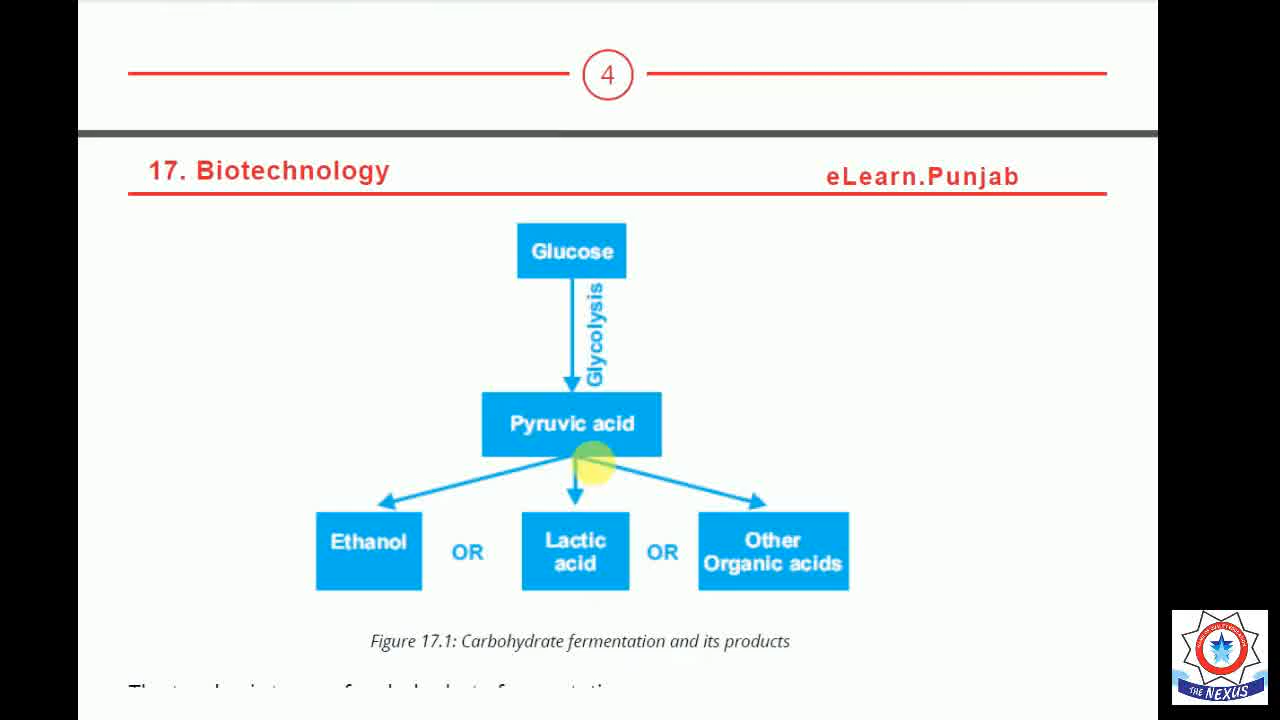 4
17. Biotechnology
eLearn.Punjab
Glucose
Glycolysis
Pyruvic acid
Ethanol OR Lactic acid OR Other Organic acids
Figure 17.1: Carbohydrate fermentation and its products
THE NEXUS